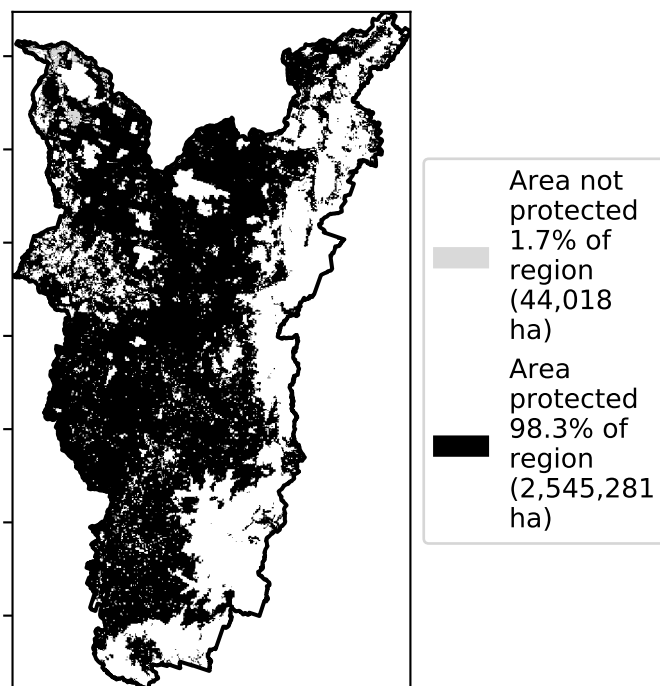 Area not
protected
1.7% of
region
(44,018
ha)
Area
protected
98.3% of
region
(2,545,281
ha)